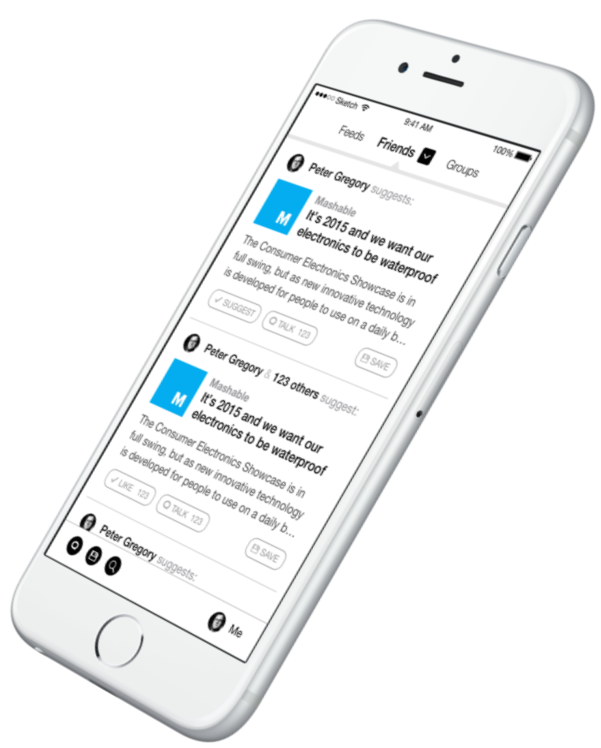 Sketch 9:41 AM 100%
Feeds Friends Groups
Peter Gregory suggests:
Mashable
M
It's 2015 and we want our
electronics to be waterproof
The Consumer Electronics Showcase is in
full swing, but as new innovative technology
is developed for people to use on a daily b...
SUGGEST TALK 123 SAVE
Peter Gregory & 123 others suggest:
Mashable
M
It's 2015 and we want our
electronics to be waterproof
The Consumer Electronics Showcase is in
full swing, but as new innovative technology
is developed for people to use on a daily b...
LIKE 123 TALK 123 SAVE
Peter Gregory suggests:
Me